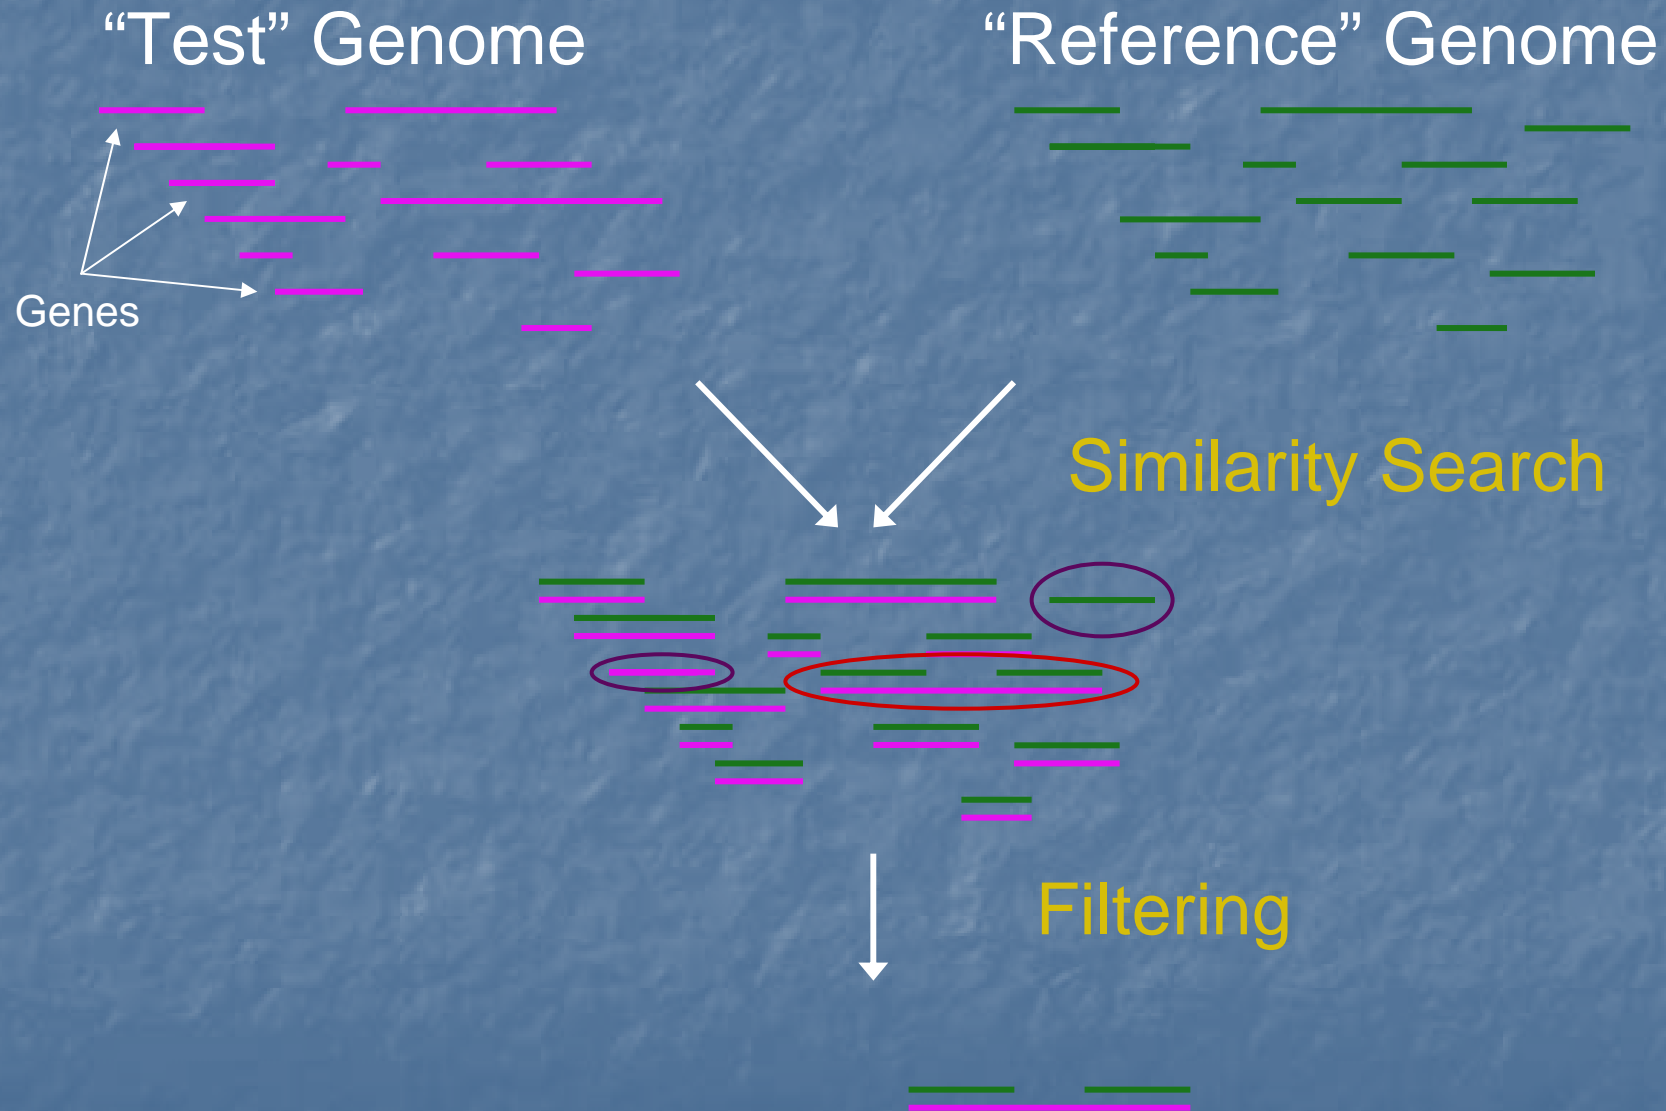 “Test” Genome
“Reference” Genome
Genes
Similarity Search
Filtering